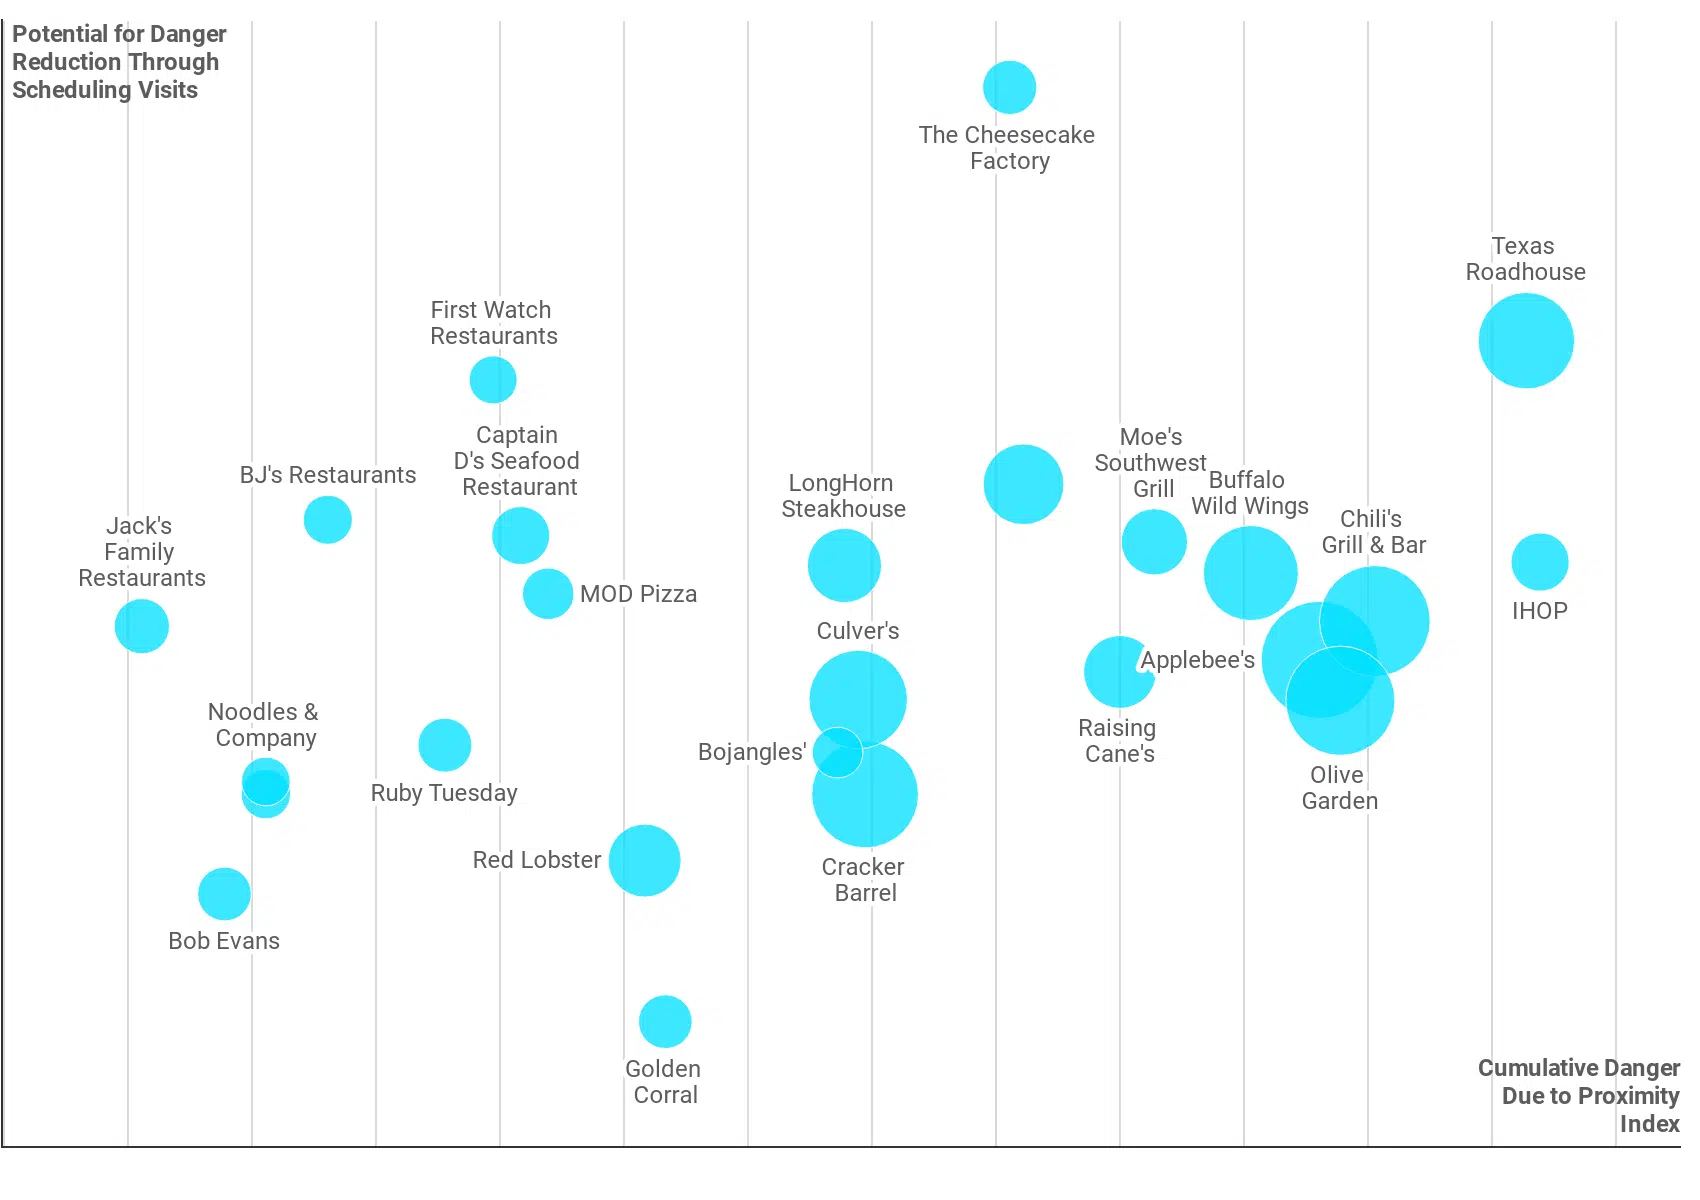 Potential for Danger
Reduction Through
Scheduling Visits
The Cheesecake
Factory
Texas
Roadhouse
First Watch
Restaurants
Captain
D's Seafood
Restaurant
BJ's Restaurants
Jack's
Family
Restaurants
MOD Pizza
LongHorn
Steakhouse
Moe's
Southwest
Grill
Buffalo
Wild Wings
Chili's
Grill & Bar
IHOP
Culver's
Applebee's
Noodles &
Company
Ruby Tuesday
Bojangles'
Raising
Cane's
Olive
Garden
Red Lobster
Cracker
Barrel
Bob Evans
Golden
Corral
Cumulative Danger
Due to Proximity
Index